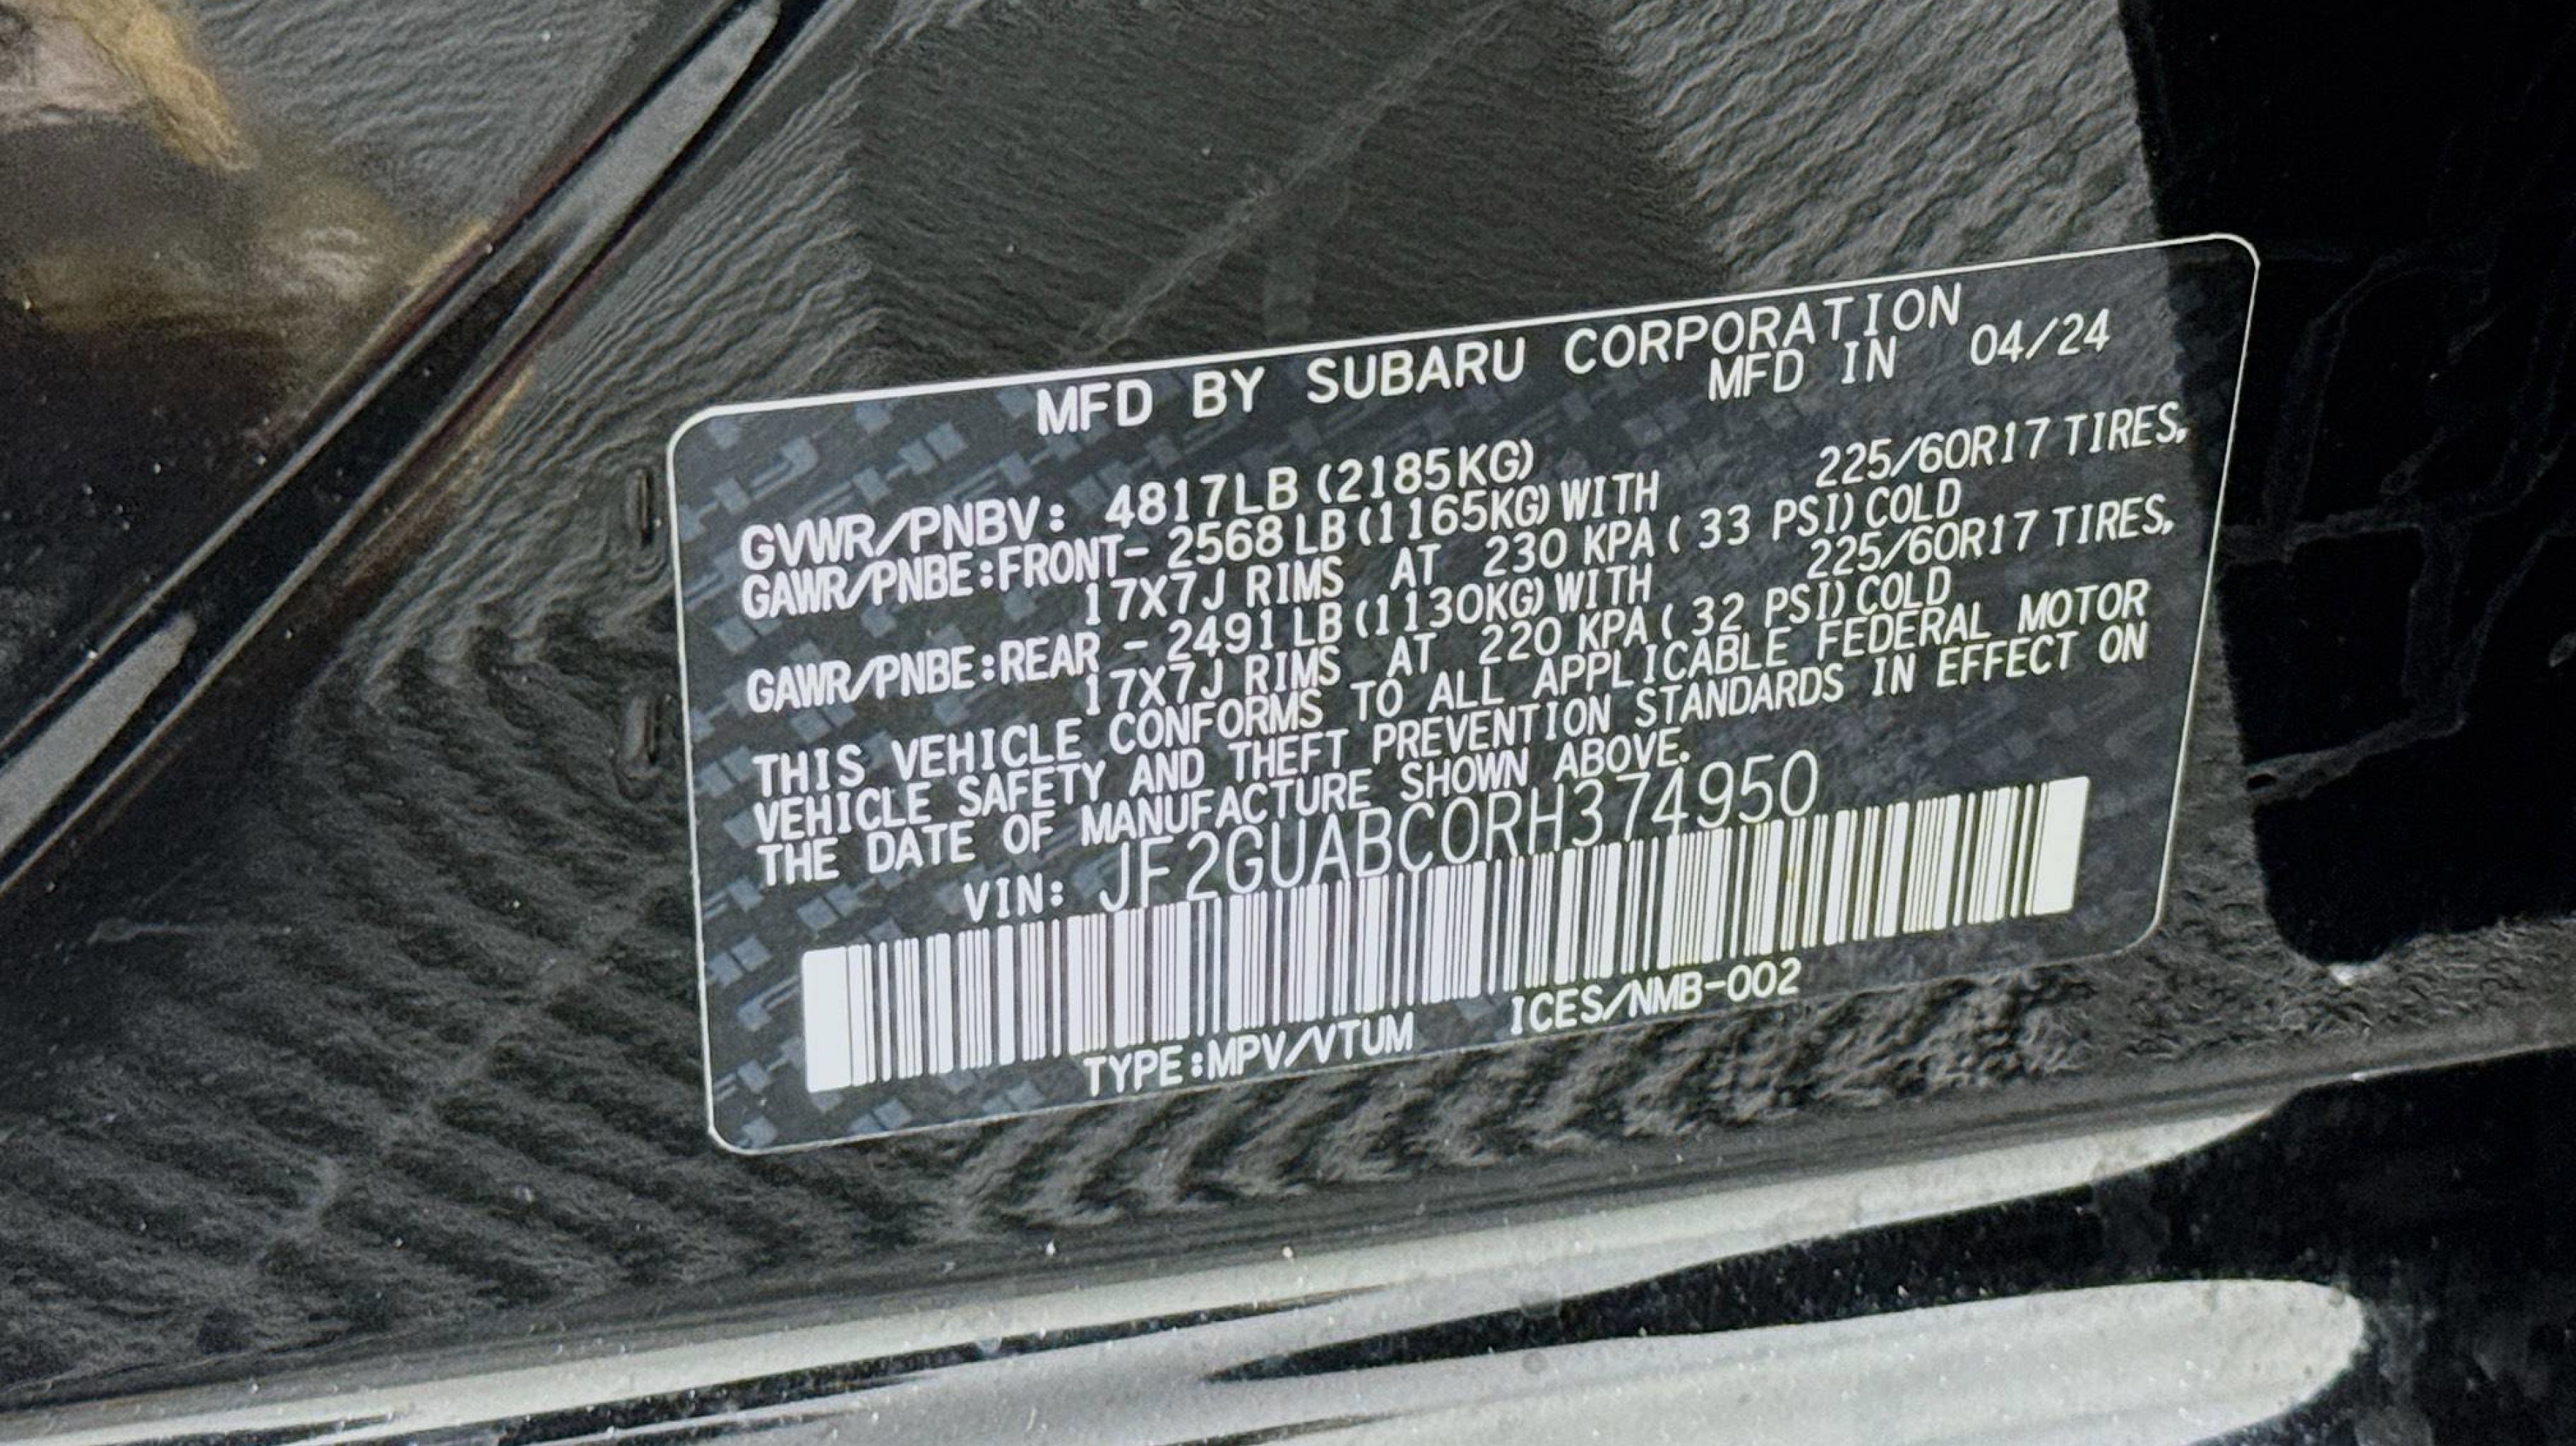 MFD BY SUBARU CORPORATION
MFD IN 04/24
GVWR/PNBV: 4817LB (2185KG)
GAWR/PNBE:FRONT- 2568 LB (1165KG) WITH 225/60R17 TIRES,
17X7J RIMS AT 230 KPA ( 33 PSI) COLD
GAWR/PNBE:REAR - 2491 LB (1130KG) WITH 225/60R17 TIRES,
17X7J RIMS AT 220 KPA ( 32 PSI) COLD
THIS VEHICLE CONFORMS TO ALL APPLICABLE FEDERAL MOTOR
VEHICLE SAFETY AND THEFT PREVENTION STANDARDS IN EFFECT ON
THE DATE OF MANUFACTURE SHOWN ABOVE.
VIN: JF2GUABC0RH374950
TYPE:MPV/VTUM ICES/NMB-002